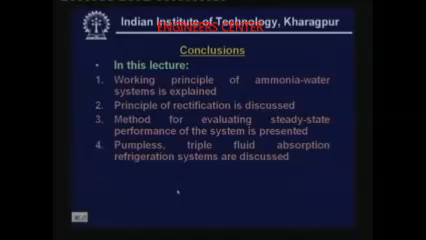 Indian Institute of Technology, Kharagpur
ENGINEERS CENTER
Conclusions
• In this lecture:
1. Working principle of ammonia-water
systems is explained
2. Principle of rectification is discussed
3. Method for evaluating steady-state
performance of the system is presented
4. Pumpless, triple fluid absorption
refrigeration systems are discussed